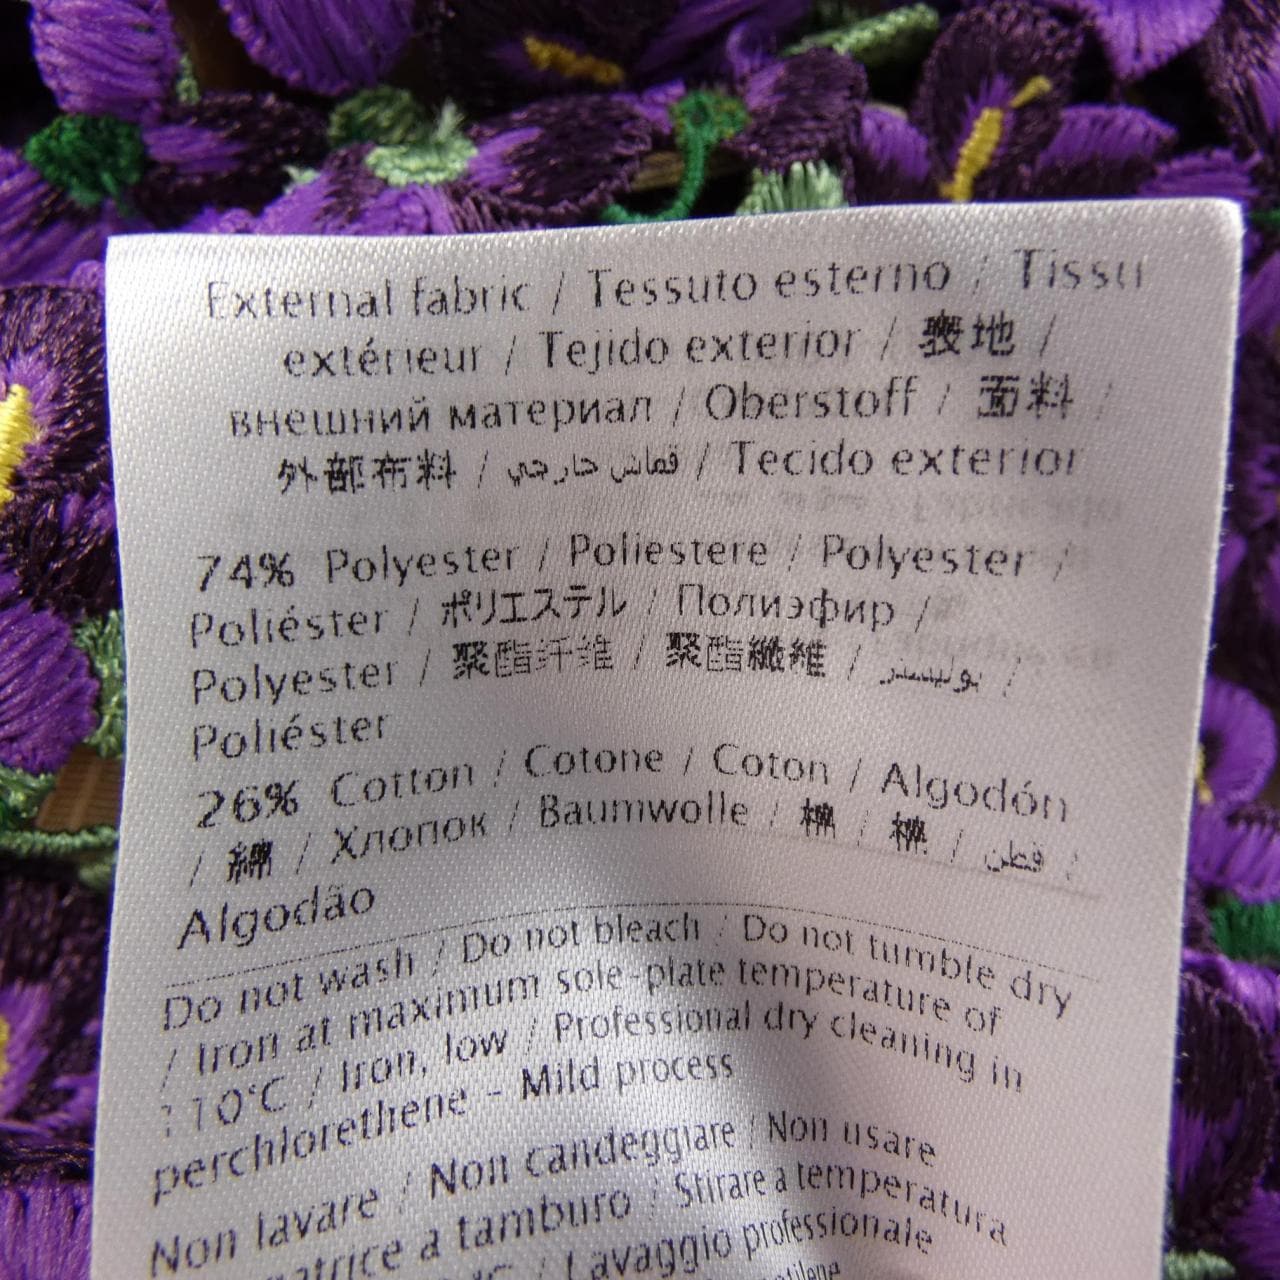 External fabric / Tessuto esterno / Tissu
extérieur / Tejido exterior / 表地 /
внешний материал / Oberstoff / 面料 /
外部布料 / قماش خارجي / Tecido exterior
74% Polyester / Poliestere / Polyester /
Poliéster / ポリエステル / Полиэфир /
Polyester / 聚酯纤维 / 聚酯纖維 / بوليستر /
Poliéster
26% Cotton / Cotone / Coton / Algodón
/ 綿 / Хлопок / Baumwolle / 棉 / 棉 / قطن /
Algodão
Do not wash / Do not bleach / Do not tumble dry
/ Iron at maximum sole-plate temperature of
110°C / Iron, low / Professional dry cleaning in
perchlorethene - Mild process
Non lavare / Non candeggiare / Non usare
a tamburo / Stirare a temperatura
/ Lavaggio professionale